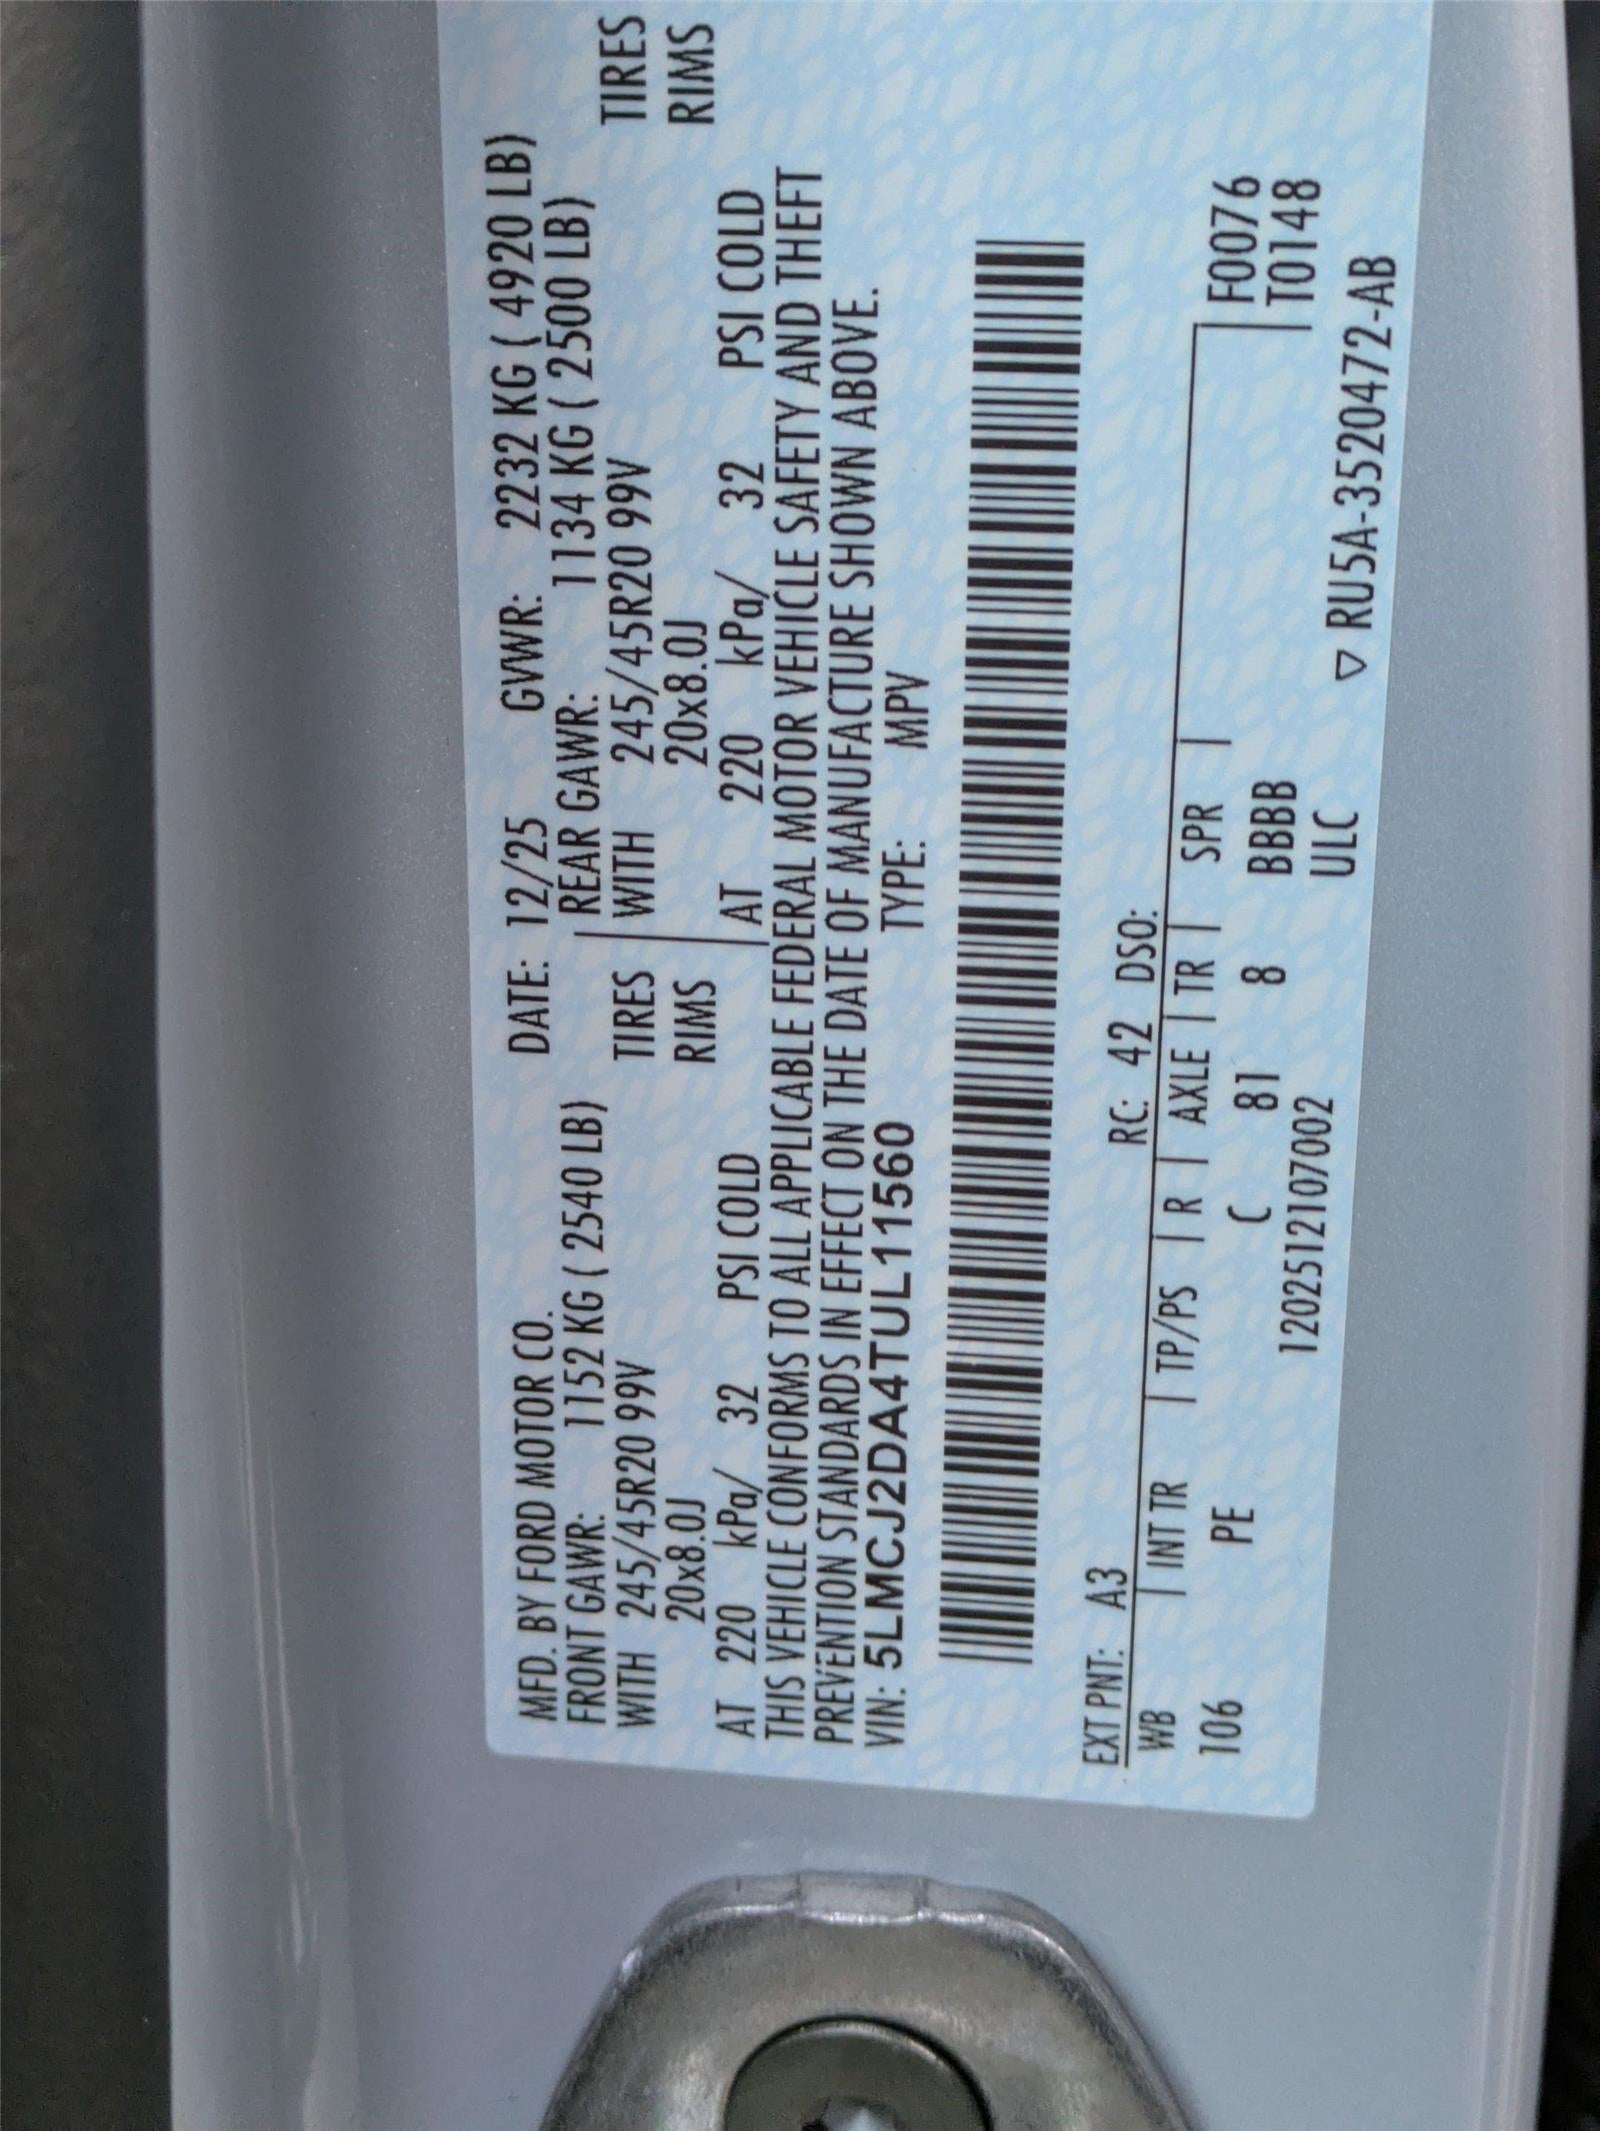 MFD. BY FORD MOTOR CO. DATE: 12/25 GVWR: 2232 KG ( 4920 LB)
FRONT GAWR: 1152 KG ( 2540 LB) REAR GAWR: 1134 KG ( 2500 LB)
WITH 245/45R20 99V TIRES WITH 245/45R20 99V TIRES
20x8.0J RIMS 20x8.0J RIMS
AT 220 kPa/ 32 PSI COLD AT 220 kPa/ 32 PSI COLD
THIS VEHICLE CONFORMS TO ALL APPLICABLE FEDERAL MOTOR VEHICLE SAFETY AND THEFT
PREVENTION STANDARDS IN EFFECT ON THE DATE OF MANUFACTURE SHOWN ABOVE.
VIN: 5LMCJ2DA4TUL11560 TYPE: MPV
EXT PNT: A3 RC: 42 DSO:
WB | INT TR | TP/PS | R | AXLE | TR | SPR | F0076
106 PE C 81 8 BBBB T0148
1202512107002 ULC ▽ RU5A-3520472-AB